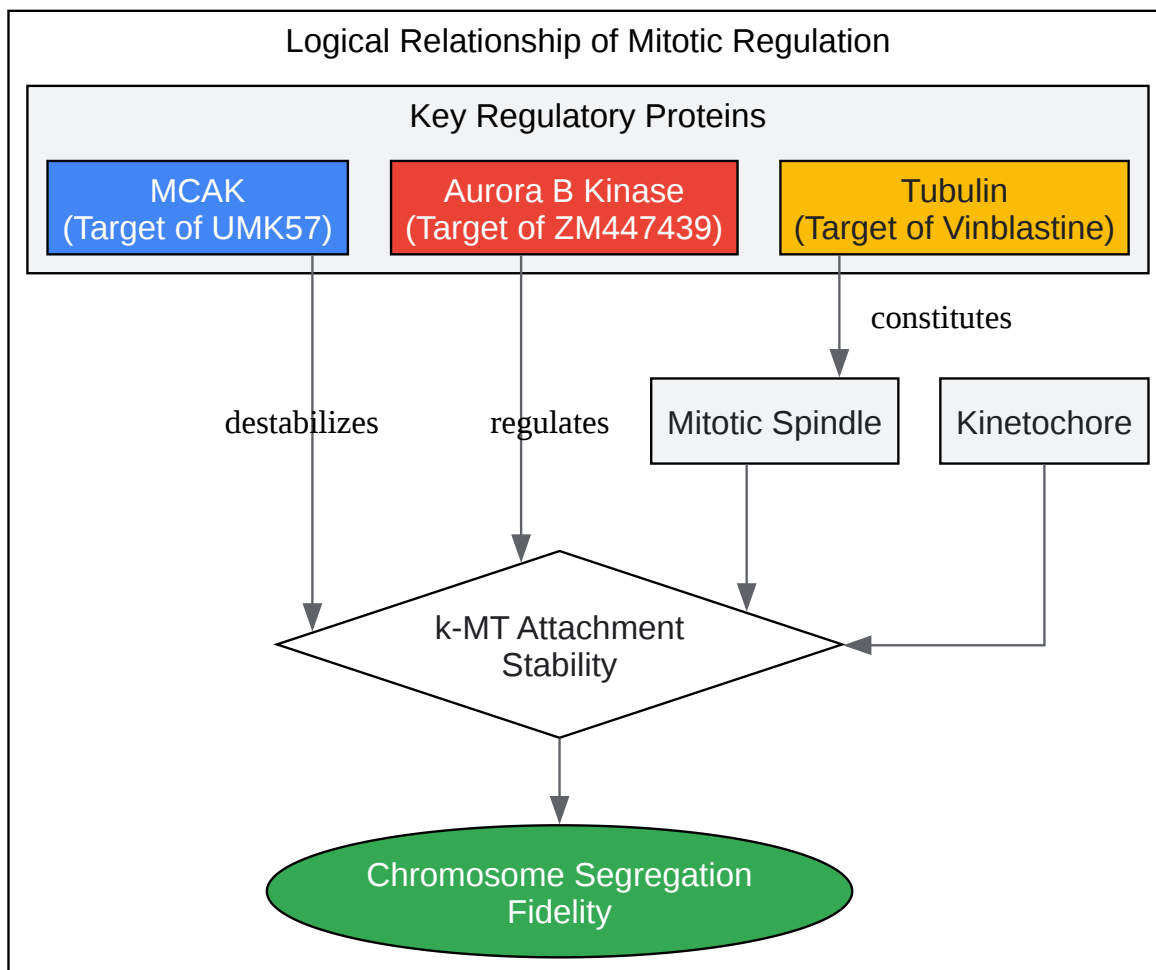 Logical Relationship of Mitotic Regulation
Key Regulatory Proteins
MCAK
(Target of UMK57)
Aurora B Kinase
(Target of ZM447439)
Tubulin
(Target of Vinblastine)
constitutes
destabilizes
regulates
Mitotic Spindle
Kinetochore
k-MT Attachment
Stability
Chromosome Segregation
Fidelity